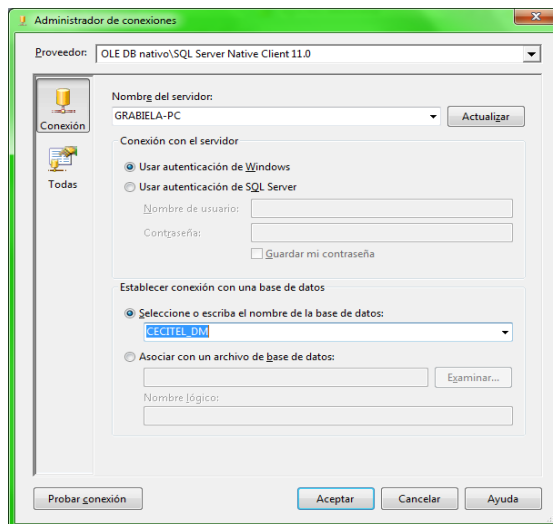 Administrador de conexiones
Proveedor: OLE DB nativo\SQL Server Native Client 11.0
Conexión
Todas
Nombre del servidor:
GRABIELA-PC Actualizar
Conexión con el servidor
Usar autenticación de Windows
Usar autenticación de SQL Server
Nombre de usuario:
Contraseña:
Guardar mi contraseña
Establecer conexión con una base de datos
Seleccione o escriba el nombre de la base de datos:
CECITEL_DM
Asociar con un archivo de base de datos:
Examinar...
Nombre lógico:
Probar conexión Aceptar Cancelar Ayuda